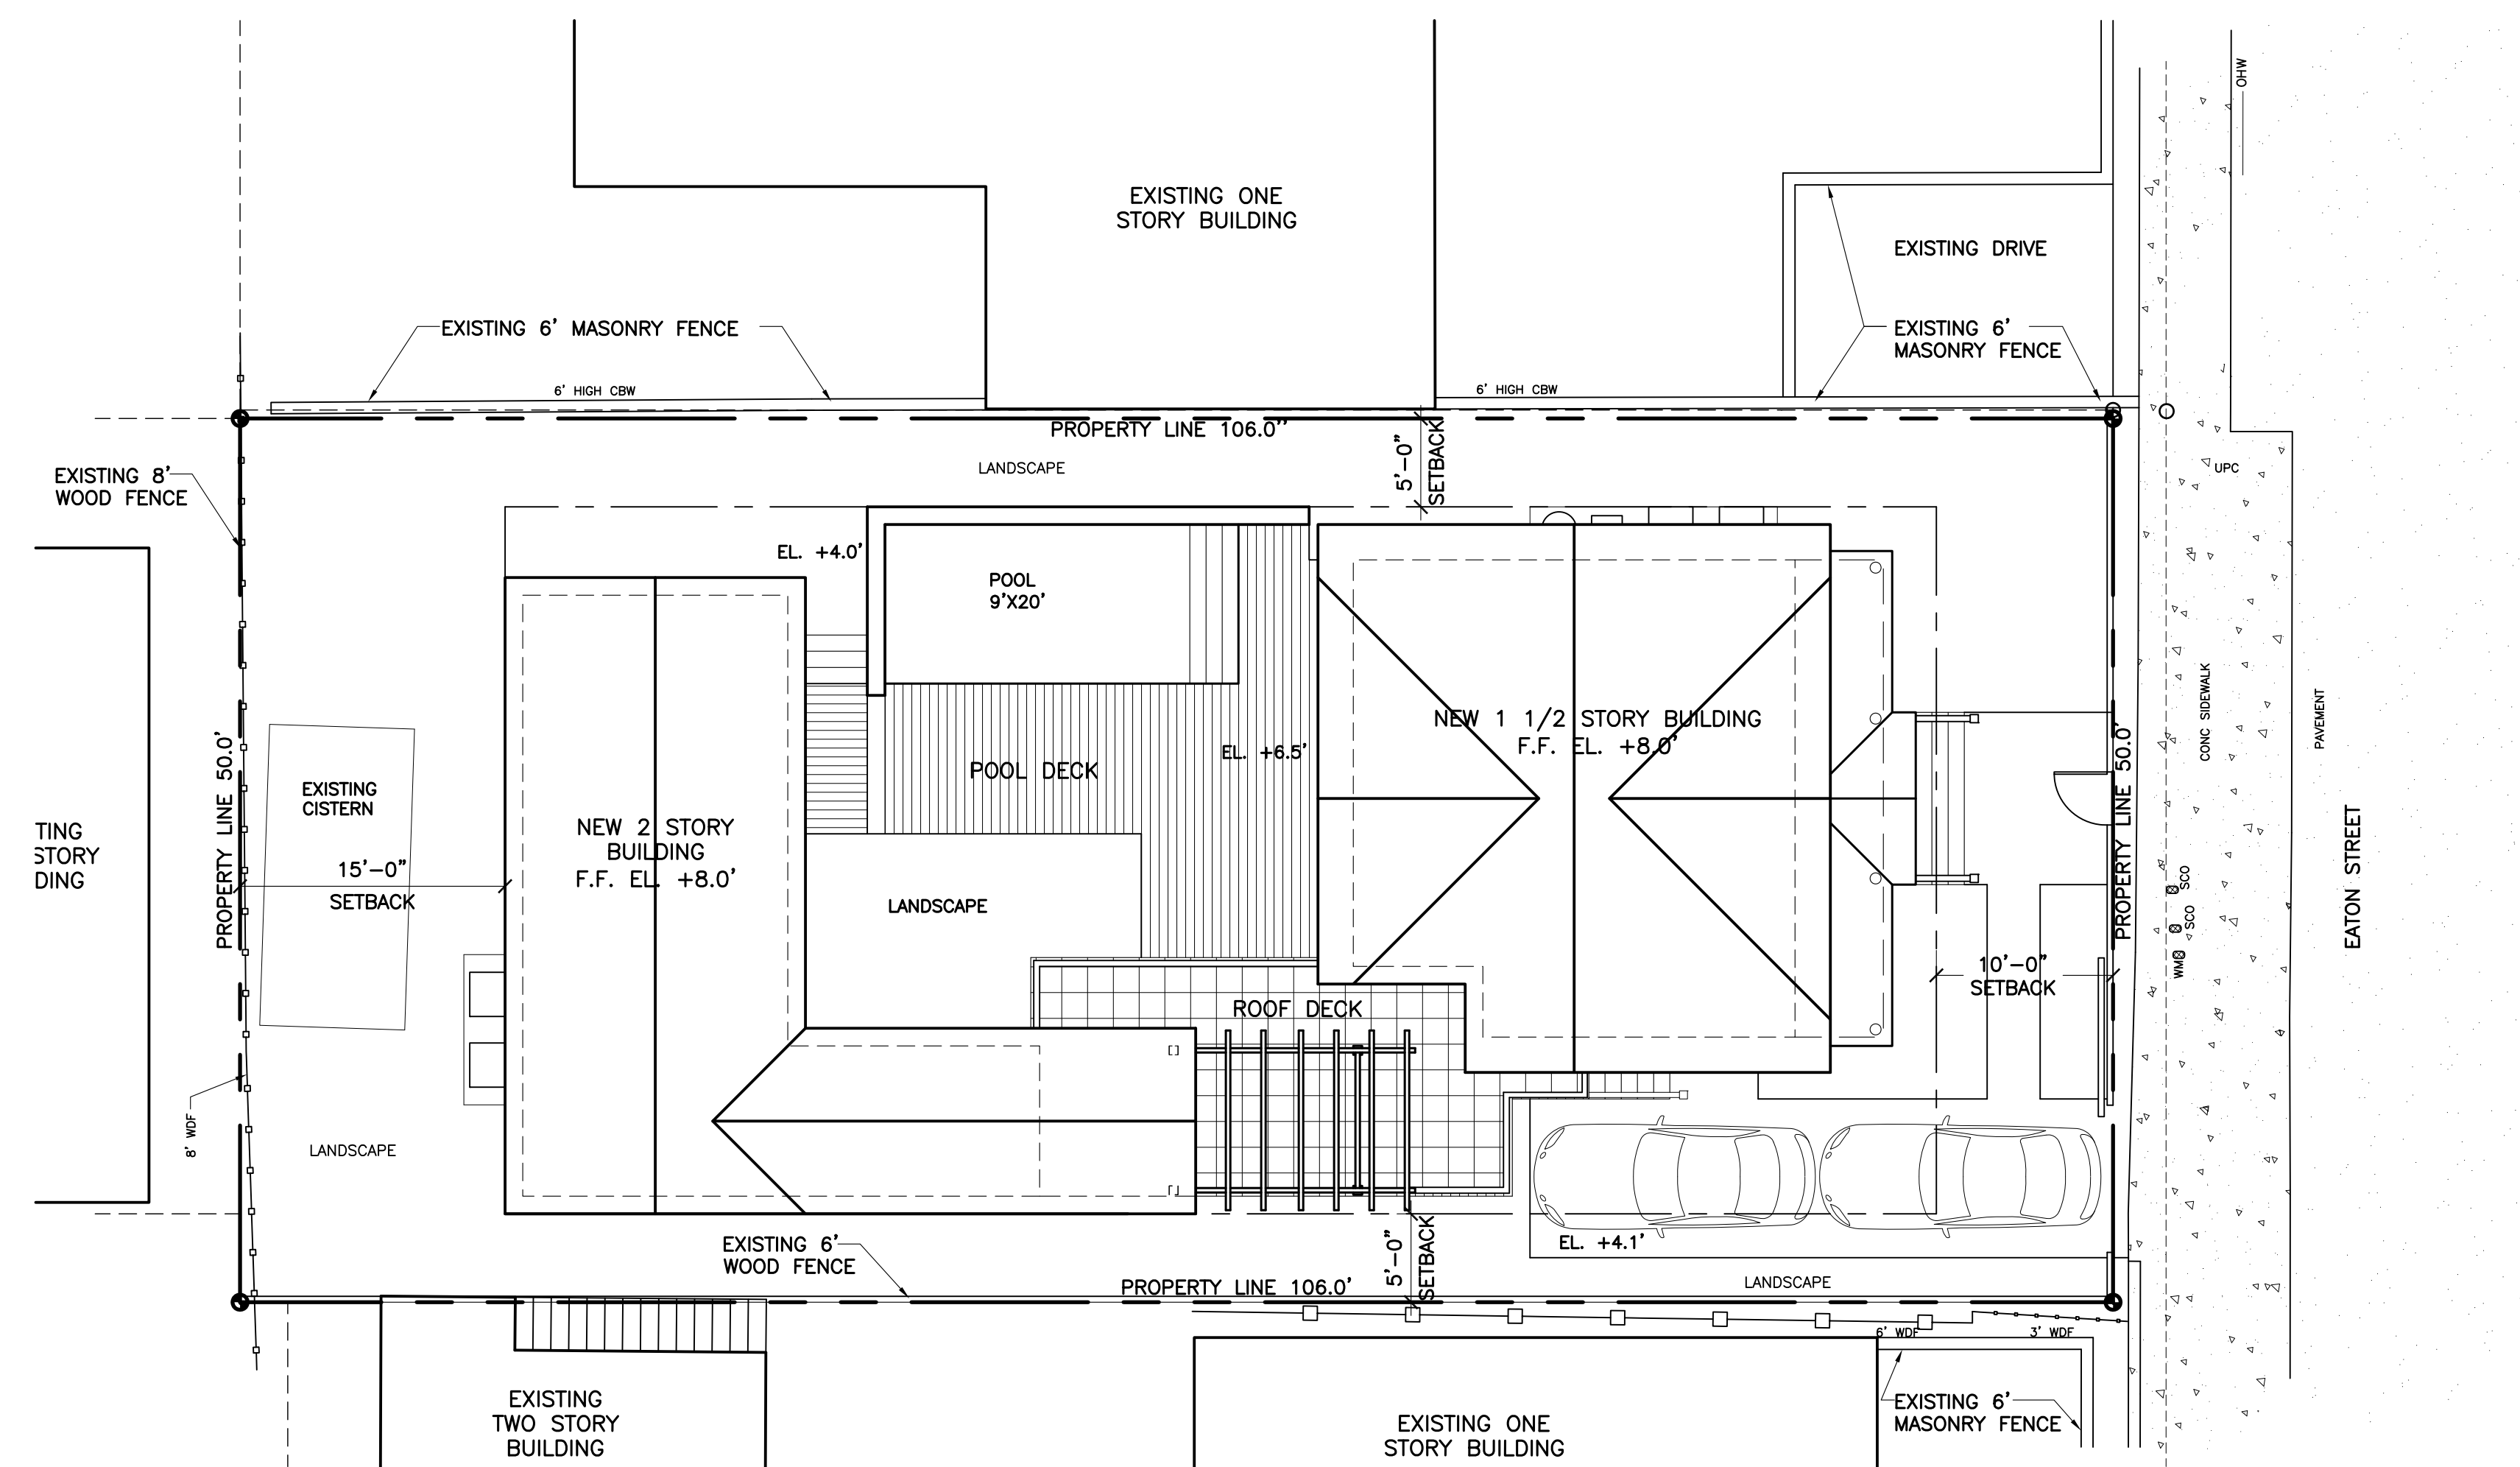 OHW
EXISTING ONE
STORY BUILDING
EXISTING DRIVE
EXISTING 6' MASONRY FENCE
EXISTING 6'
MASONRY FENCE
6' HIGH CBW
6' HIGH CBW
PROPERTY LINE 106.0"
LANDSCAPE
5'-0"
SETBACK
UPC
EXISTING 8'
WOOD FENCE
EL. +4.0'
POOL
9'X20'
CONC SIDEWALK
PAVEMENT
NEW 1 1/2 STORY BUILDING
F.F. EL. +8.0'
EL. +6.5'
POOL DECK
PROPERTY LINE 50.0'
EXISTING
CISTERN
TING
STORY
DING
NEW 2 STORY
BUILDING
F.F. EL. +8.0'
15'-0"
SETBACK
LANDSCAPE
PROPERTY LINE 50.0'
EATON STREET
SCO
SCO
WM
10'-0"
SETBACK
ROOF DECK
8' WDF
LANDSCAPE
EXISTING 6'
WOOD FENCE
5'-0"
SETBACK
EL. +4.1'
PROPERTY LINE 106.0'
LANDSCAPE
6' WDF
3' WDF
EXISTING
TWO STORY
BUILDING
EXISTING ONE
STORY BUILDING
EXISTING 6'
MASONRY FENCE